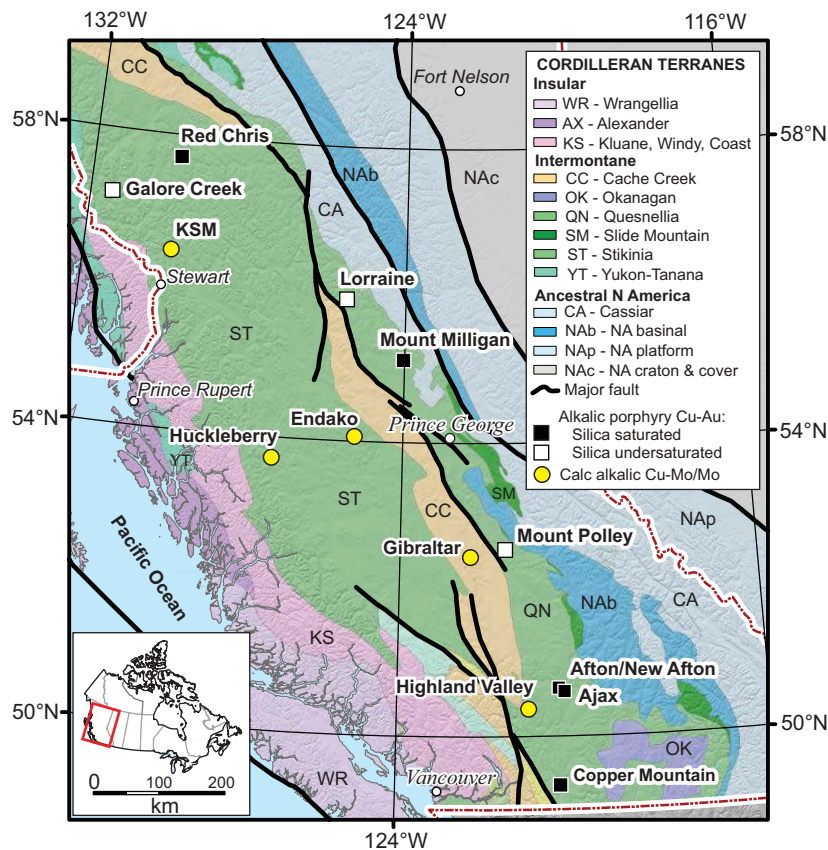 132°W
124°W
116°W
58°N
58°N
54°N
54°N
50°N
50°N
124°W
CC
Fort Nelson
Red Chris
Galore Creek
NAb
NAc
CA
KSM
Stewart
Lorraine
ST
Mount Milligan
Prince Rupert
Endako
Prince George
Huckleberry
YT
ST
SM
CC
NAp
Mount Polley
Gibraltar
Pacific Ocean
QN
NAb
CA
KS
Afton/New Afton
Highland Valley
Ajax
OK
WR
Vancouver
Copper Mountain
CORDILLERAN TERRANES
Insular
WR - Wrangellia
AX - Alexander
KS - Kluane, Windy, Coast
Intermontane
CC - Cache Creek
OK - Okanagan
QN - Quesnellia
SM - Slide Mountain
ST - Stikinia
YT - Yukon-Tanana
Ancestral N America
CA - Cassiar
NAb - NA basinal
NAp - NA platform
NAc - NA craton & cover
Major fault
Alkalic porphyry Cu-Au:
Silica saturated
Silica undersaturated
Calc alkalic Cu-Mo/Mo
0 100 200
km